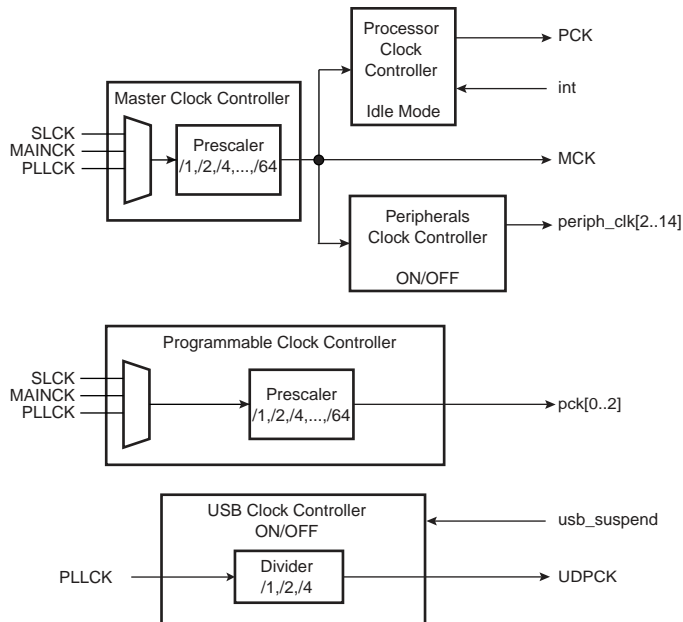 Processor
Clock
Controller
Idle Mode
PCK
int
Master Clock Controller
SLCK
MAINCK
PLLCK
Prescaler
/1,/2,/4,...,/64
MCK
Peripherals
Clock Controller
ON/OFF
periph_clk[2..14]
Programmable Clock Controller
SLCK
MAINCK
PLLCK
Prescaler
/1,/2,/4,...,/64
pck[0..2]
USB Clock Controller
ON/OFF
usb_suspend
PLLCK
Divider
/1,/2,/4
UDPCK